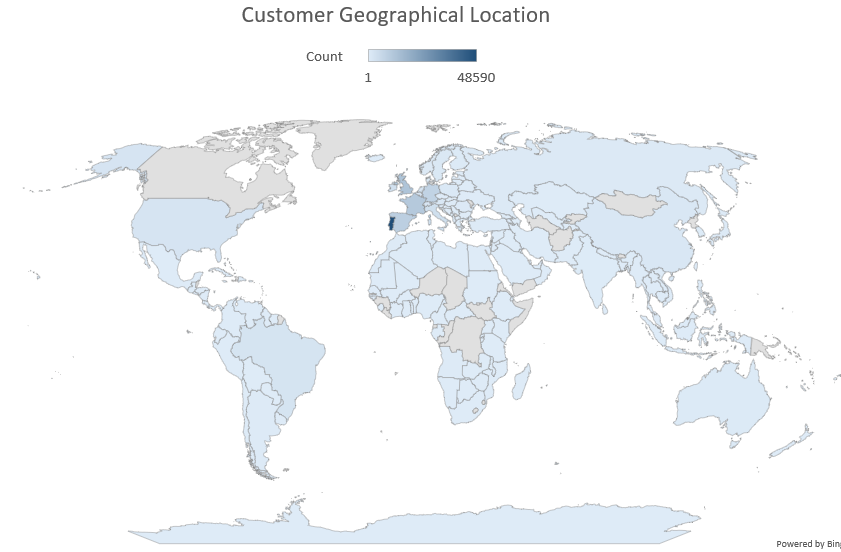 Customer Geographical Location
Count
1
48590
Powered by Bing